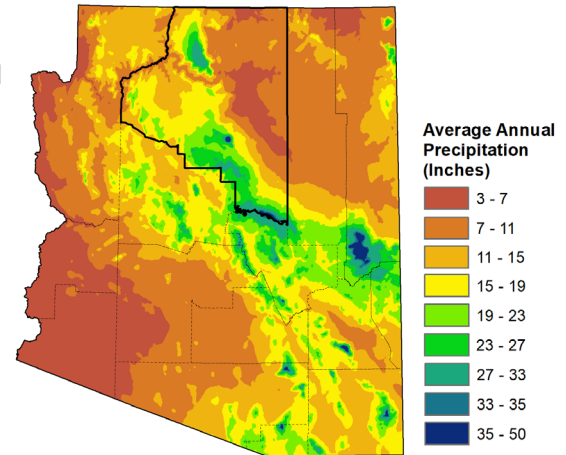 Average Annual
Precipitation
(Inches)
3 - 7
7 - 11
11 - 15
15 - 19
19 - 23
23 - 27
27 - 33
33 - 35
35 - 50